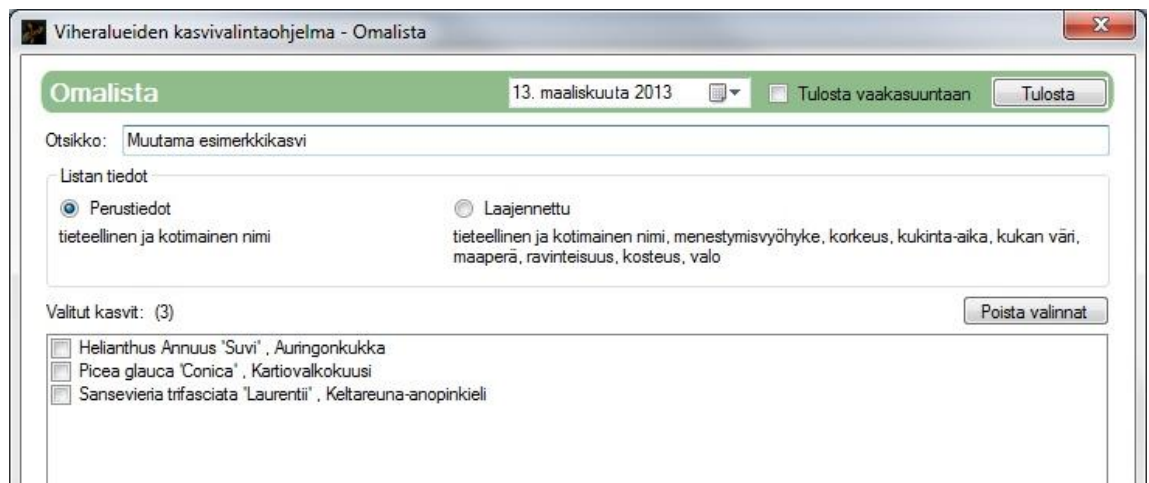 Viheralueiden kasvivalintaohjelma - Omalista
Omalista
13. maaliskuuta 2013
Tulosta vaakasuuntaan
Tulosta
Otsikko: Muutama esimerkkikasvi
Listan tiedot
Perustiedot
tieteellinen ja kotimainen nimi
Laajennettu
tieteellinen ja kotimainen nimi, menestymisvyöhyke, korkeus, kukinta-aika, kukan väri,
maaperä, ravinteisuus, kosteus, valo
Valitut kasvit: (3)
Poista valinnat
Helianthus Annuus 'Suvi' , Auringonkukka
Picea glauca 'Conica' , Kartiovalkokuusi
Sansevieria trifasciata 'Laurentii' , Keltareuna-anopinkieli